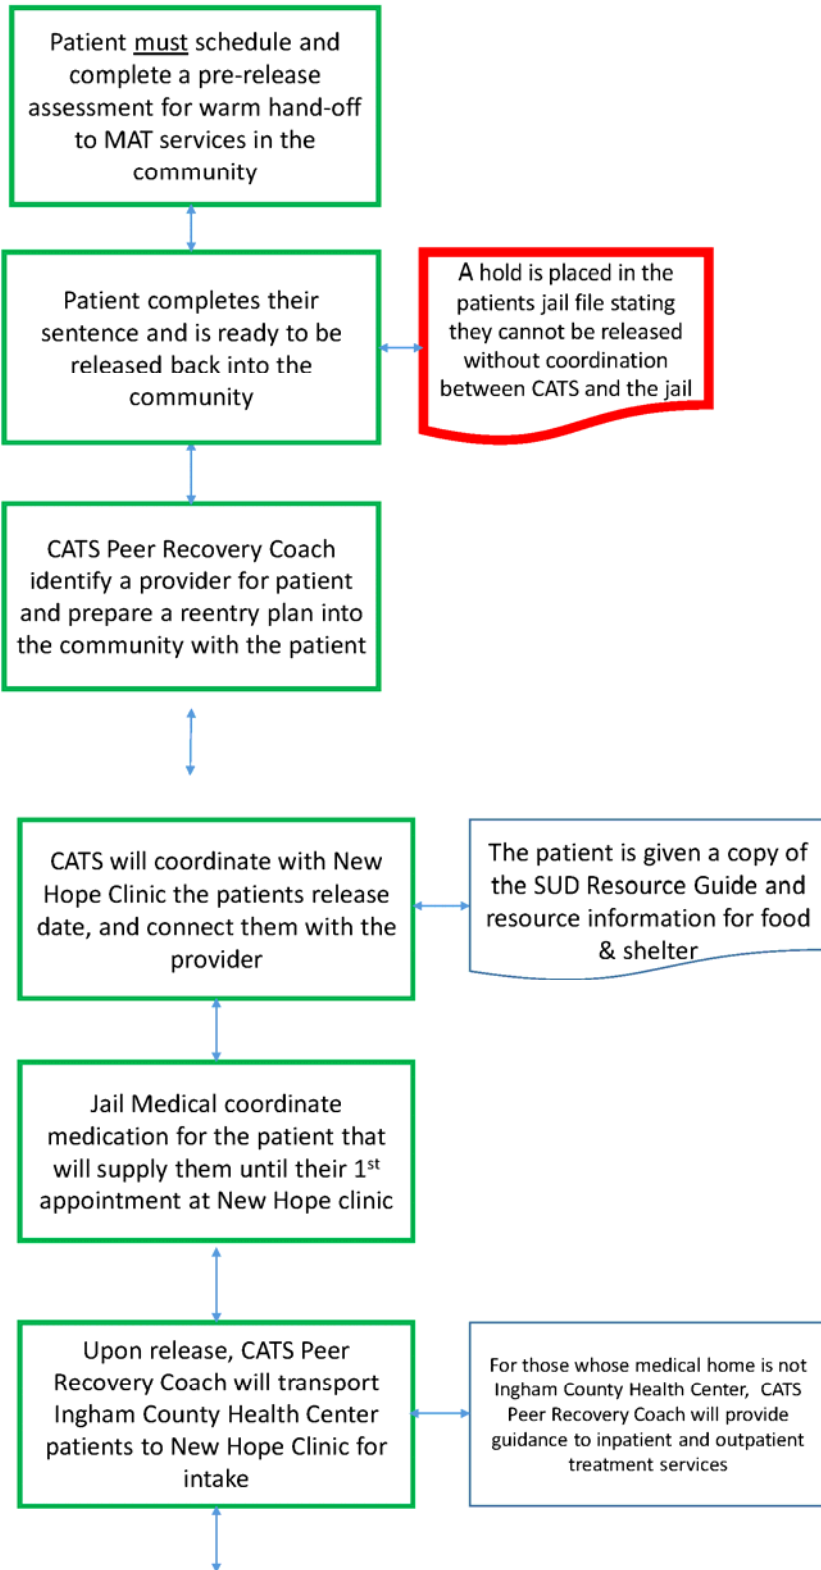 Patient must schedule and
complete a pre-release
assessment for warm hand-off
to MAT services in the
community
Patient completes their
sentence and is ready to be
released back into the
community
A hold is placed in the
patients jail file stating
they cannot be released
without coordination
between CATS and the jail
CATS Peer Recovery Coach
identify a provider for patient
and prepare a reentry plan into
the community with the patient
CATS will coordinate with New
Hope Clinic the patients release
date, and connect them with the
provider
The patient is given a copy of
the SUD Resource Guide and
resource information for food
& shelter
Jail Medical coordinate
medication for the patient that
will supply them until their 1st
appointment at New Hope clinic
Upon release, CATS Peer
Recovery Coach will transport
Ingham County Health Center
patients to New Hope Clinic for
intake
For those whose medical home is not
Ingham County Health Center, CATS
Peer Recovery Coach will provide
guidance to inpatient and outpatient
treatment services